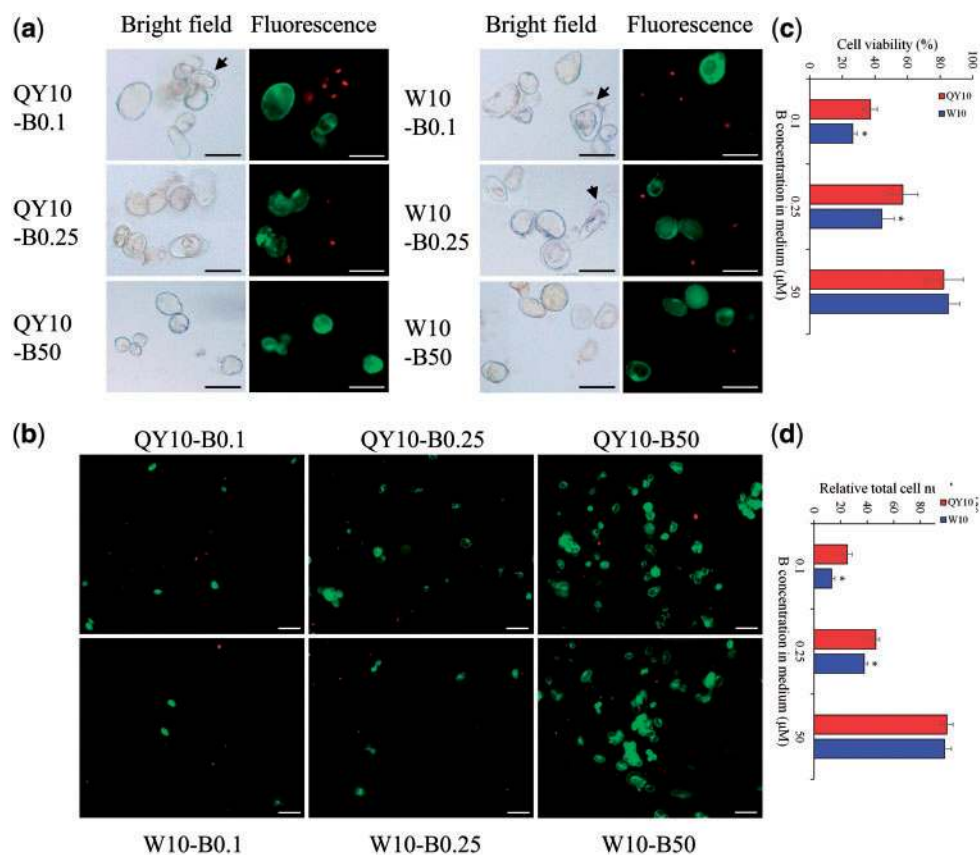 (a)
Bright field
Fluorescence
QY10
-B0.1
QY10
-B0.25
QY10
-B50
Bright field
Fluorescence
W10
-B0.1
W10
-B0.25
W10
-B50
(b)
QY10-B0.1
QY10-B0.25
QY10-B50
W10-B0.1
W10-B0.25
W10-B50
(c)
Cell viability (%)
0
20
40
60
80
100
QY10
W10
*
*
0.1
0.25
50
B concentration in medium (μM)
(d)
Relative total cell
0
20
40
60
80
QY10
W10
*
*
0.1
0.25
50
B concentration in medium (μM)